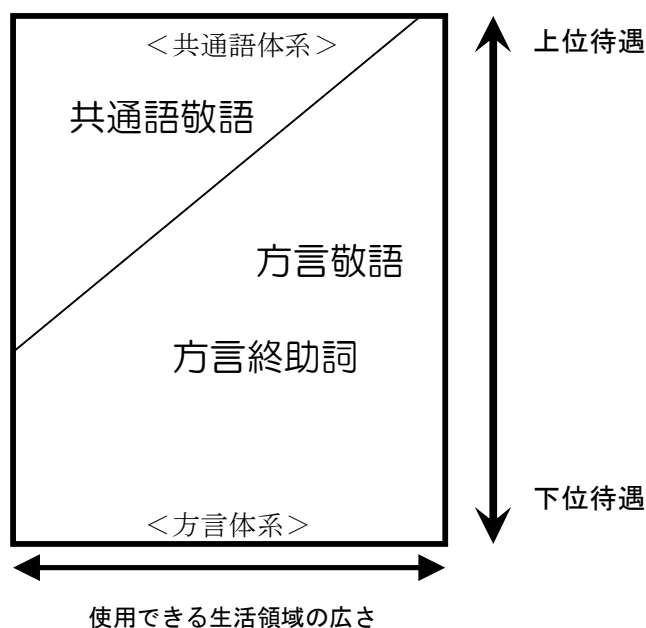 ＜共通語体系＞
上位待遇
共通語敬語
方言敬語
方言終助詞
下位待遇
＜方言体系＞
使用できる生活領域の広さ